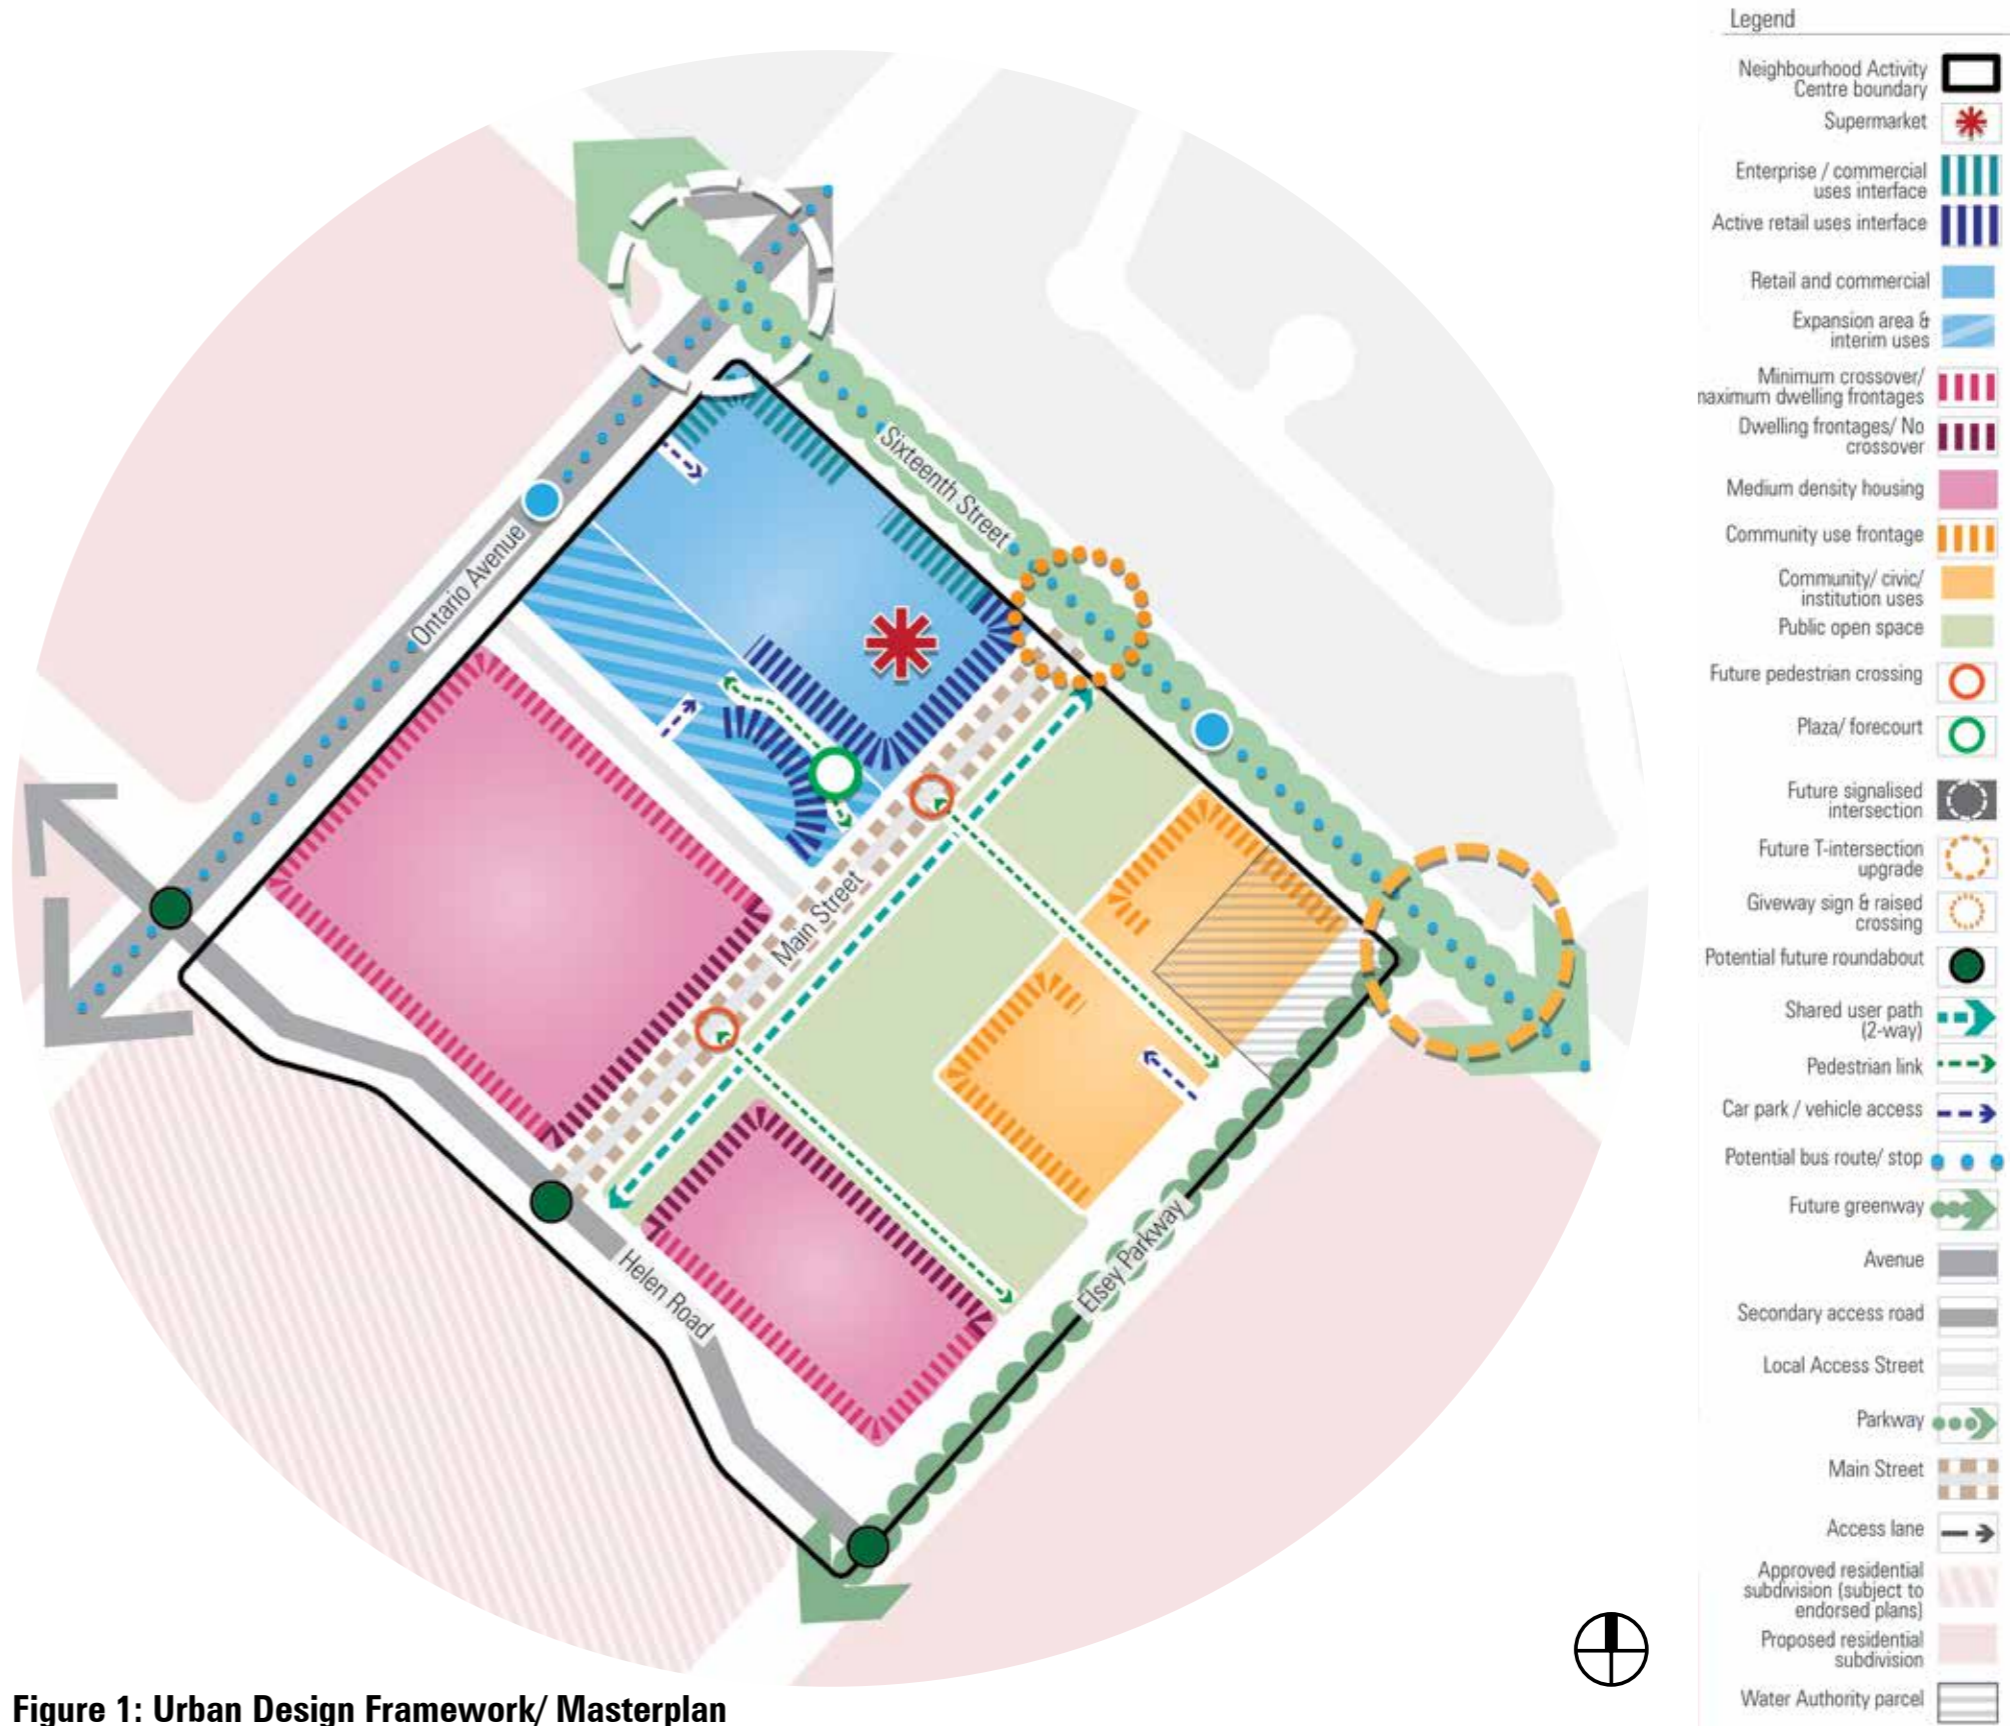 Legend
Neighbourhood Activity
Centre boundary
Supermarket
Enterprise / commercial
uses interface
Active retail uses interface
Retail and commercial
Expansion area &
interim uses
Minimum crossover/
naximum dwelling frontages
Dwelling frontages/ No
crossover
Medium density housing
Community use frontage
Community/ civic/
institution uses
Public open space
Future pedestrian crossing
Plaza/ forecourt
Future signalised
intersection
Future T-intersection
upgrade
Giveway sign & raised
crossing
Potential future roundabout
Shared user path
(2-way)
Pedestrian link
Car park / vehicle access
Potential bus route/ stop
Future greenway
Avenue
Secondary access road
Local Access Street
Parkway
Main Street
Access lane
Approved residential
subdivision (subject to
endorsed plans)
Proposed residential
subdivision
Water Authority parcel
Sixteenth Street
Ontario Avenue
Main Street
Helen Road
Elsey Parkway
Figure 1: Urban Design Framework/ Masterplan